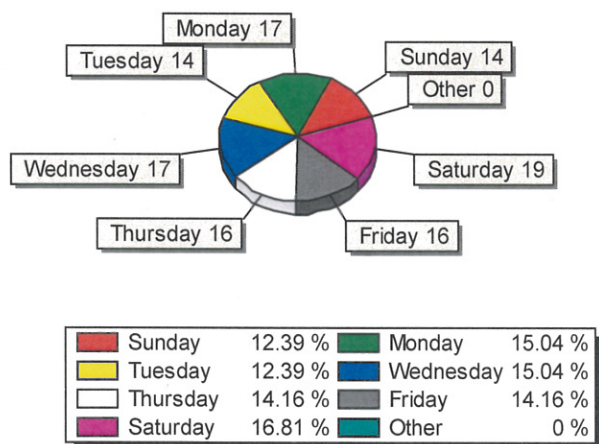 Monday 17
Sunday 14
Tuesday 14
Other 0
Wednesday 17
Saturday 19
Thursday 16
Friday 16
Sunday 12.39 % Monday 15.04 %
Tuesday 12.39 % Wednesday 15.04 %
Thursday 14.16 % Friday 14.16 %
Saturday 16.81 % Other 0 %